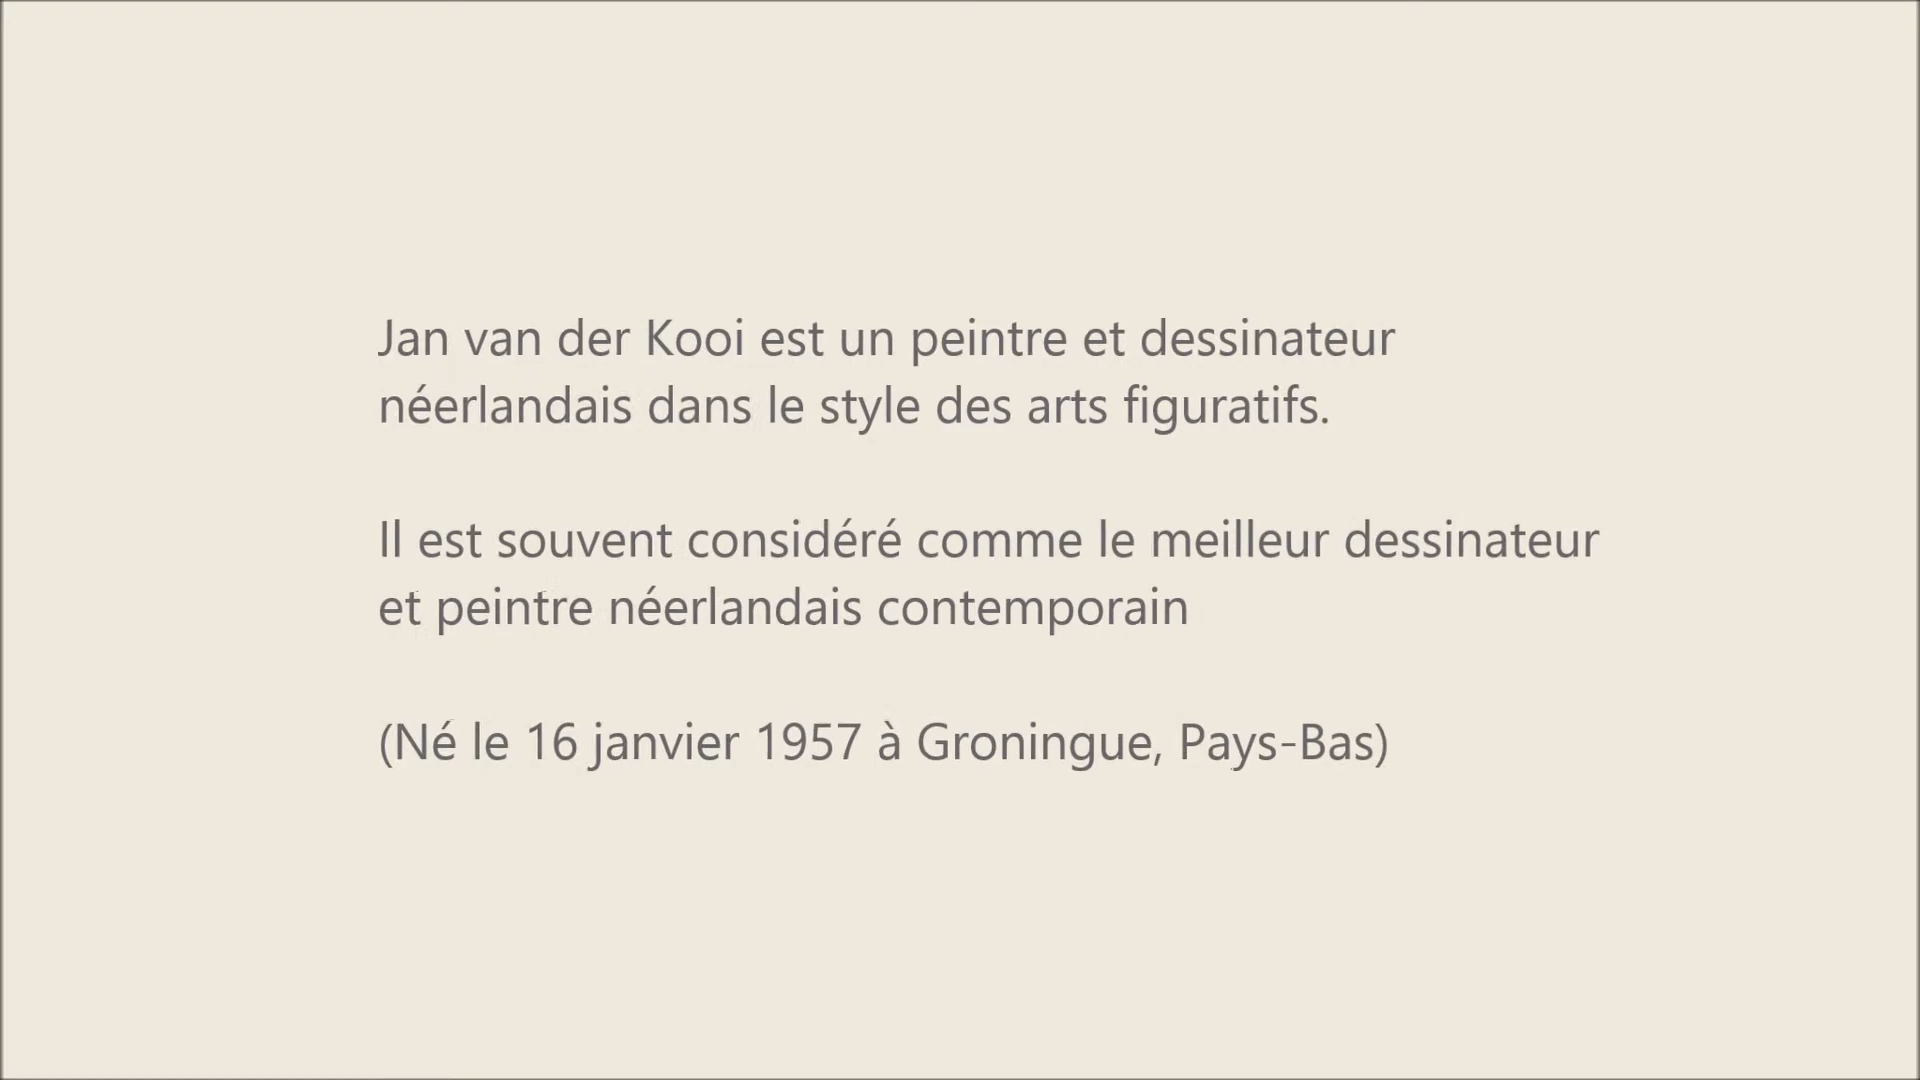 Jan van der Kooi est un peintre et dessinateur
néerlandais dans le style des arts figuratifs.
Il est souvent considéré comme le meilleur dessinateur
et peintre néerlandais contemporain
(Né le 16 janvier 1957 à Groningue, Pays-Bas)